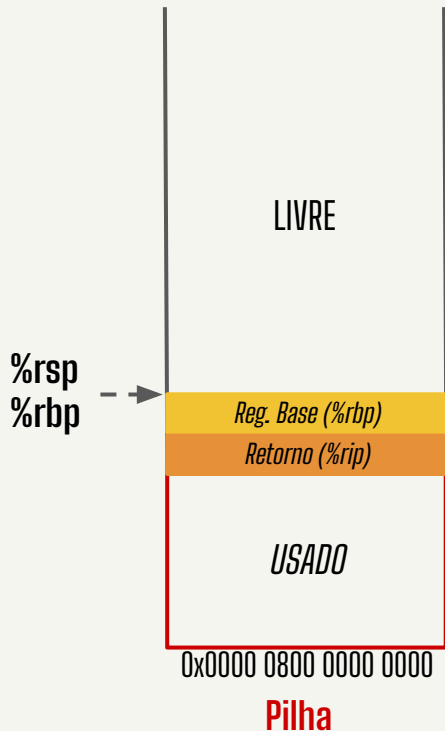 LIVRE
%rsp
%rbp
Reg. Base (%rbp)
Retorno (%rip)
USADO
0x0000 0800 0000 0000
Pilha